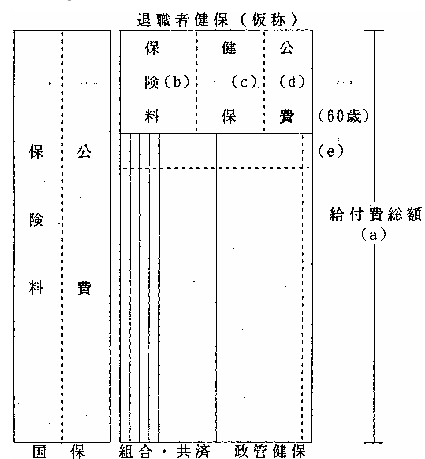 退職者健保（仮称）
保険料(b)
健保(c)
公費(d)
(60歳)
(e)
保険料
公費
給付費総額
(a)
国保
組合・共済
政管健保